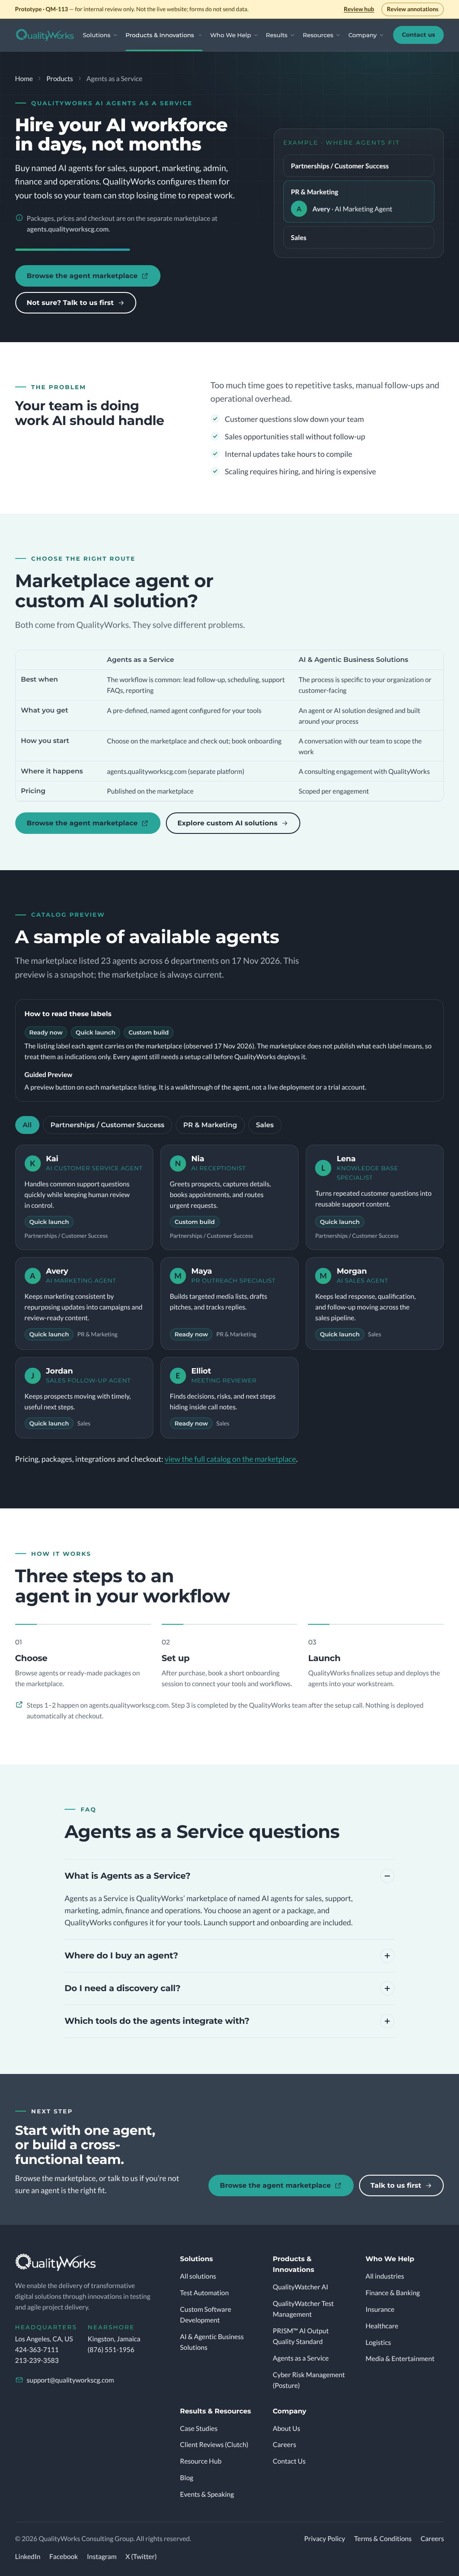 Prototype · QM-113 — for internal review only. Not the live website; forms do not send data.
Review hub
Review annotations
QualityWorks
Solutions
Products & Innovations
Who We Help
Results
Resources
Company
Contact us
Home
Products
Agents as a Service
QUALITYWORKS AI AGENTS AS A SERVICE
Hire your AI workforce
in days, not months
Buy named AI agents for sales, support, marketing, admin,
finance and operations. QualityWorks configures them for
your tools so your team can stop losing time to repeat work.
Packages, prices and checkout are on the separate marketplace at
agents.qualityworkscg.com.
Browse the agent marketplace
Not sure? Talk to us first
EXAMPLE · WHERE AGENTS FIT
Partnerships / Customer Success
PR & Marketing
A
Avery · AI Marketing Agent
Sales
THE PROBLEM
Your team is doing
work AI should handle
Too much time goes to repetitive tasks, manual follow-ups and
operational overhead.
Customer questions slow down your team
Sales opportunities stall without follow-up
Internal updates take hours to compile
Scaling requires hiring, and hiring is expensive
CHOOSE THE RIGHT ROUTE
Marketplace agent or
custom AI solution?
Both come from QualityWorks. They solve different problems.
Agents as a Service
AI & Agentic Business Solutions
Best when
The workflow is common: lead follow-up, scheduling, support
FAQs, reporting
The process is specific to your organization or
customer-facing
What you get
A pre-defined, named agent configured for your tools
An agent or AI solution designed and built
around your process
How you start
Choose on the marketplace and check out; book onboarding
A conversation with our team to scope the
work
Where it happens
agents.qualityworkscg.com (separate platform)
A consulting engagement with QualityWorks
Pricing
Published on the marketplace
Scoped per engagement
Browse the agent marketplace
Explore custom AI solutions
CATALOG PREVIEW
A sample of available agents
The marketplace listed 23 agents across 6 departments on 17 Nov 2026. This
preview is a snapshot; the marketplace is always current.
How to read these labels
Ready now
Quick launch
Custom build
The listing label each agent carries on the marketplace (observed 17 Nov 2026). The marketplace does not publish what each label means, so
treat them as indications only. Every agent still needs a setup call before QualityWorks deploys it.
Guided Preview
A preview button on each marketplace listing. It is a walkthrough of the agent, not a live deployment or a trial account.
All
Partnerships / Customer Success
PR & Marketing
Sales
K
Kai
AI CUSTOMER SERVICE AGENT
Handles common support questions
quickly while keeping human review
in control.
Quick launch
Partnerships / Customer Success
N
Nia
AI RECEPTIONIST
Greets prospects, captures details,
books appointments, and routes
urgent requests.
Custom build
Partnerships / Customer Success
L
Lena
KNOWLEDGE BASE
SPECIALIST
Turns repeated customer questions into
reusable support content.
Quick launch
Partnerships / Customer Success
A
Avery
AI MARKETING AGENT
Keeps marketing consistent by
repurposing updates into campaigns and
review-ready content.
Quick launch
PR & Marketing
M
Maya
PR OUTREACH SPECIALIST
Builds targeted media lists, drafts
pitches, and tracks replies.
Ready now
PR & Marketing
M
Morgan
AI SALES AGENT
Keeps lead response, qualification,
and follow-up moving across the
sales pipeline.
Quick launch
Sales
J
Jordan
SALES FOLLOW-UP AGENT
Keeps prospects moving with timely,
useful next steps.
Quick launch
Sales
E
Elliot
MEETING REVIEWER
Finds decisions, risks, and next steps
hiding inside call notes.
Ready now
Sales
Pricing, packages, integrations and checkout: view the full catalog on the marketplace.
HOW IT WORKS
Three steps to an
agent in your workflow
01
Choose
Browse agents or ready-made packages on
the marketplace.
02
Set up
After purchase, book a short onboarding
session to connect your tools and workflows.
03
Launch
QualityWorks finalizes setup and deploys the
agents into your workstream.
Steps 1–2 happen on agents.qualityworkscg.com. Step 3 is completed by the QualityWorks team after the setup call. Nothing is deployed
automatically at checkout.
FAQ
Agents as a Service questions
What is Agents as a Service?
Agents as a Service is QualityWorks' marketplace of named AI agents for sales, support,
marketing, admin, finance and operations. You choose an agent or a package, and
QualityWorks configures it for your tools. Launch support and onboarding are included.
Where do I buy an agent?
Do I need a discovery call?
Which tools do the agents integrate with?
NEXT STEP
Start with one agent,
or build a cross-
functional team.
Browse the marketplace, or talk to us if you're not
sure an agent is the right fit.
Browse the agent marketplace
Talk to us first
QualityWorks
We enable the delivery of transformative
digital solutions through innovations in testing
and agile project delivery.
HEADQUARTERS
Los Angeles, CA, US
424-363-7111
213-239-3583
NEARSHORE
Kingston, Jamaica
(876) 551-1956
support@qualityworkscg.com
Solutions
All solutions
Test Automation
Custom Software
Development
AI & Agentic Business
Solutions
Products &
Innovations
QualityWatcher AI
QualityWatcher Test
Management
PRISM™ AI Output
Quality Standard
Agents as a Service
Cyber Risk Management
(Posture)
Who We Help
All industries
Finance & Banking
Insurance
Healthcare
Logistics
Media & Entertainment
Results & Resources
Case Studies
Client Reviews (Clutch)
Resource Hub
Blog
Events & Speaking
Company
About Us
Careers
Contact Us
© 2026 QualityWorks Consulting Group. All rights reserved.
Privacy Policy
Terms & Conditions
Careers
LinkedIn
Facebook
Instagram
X (Twitter)